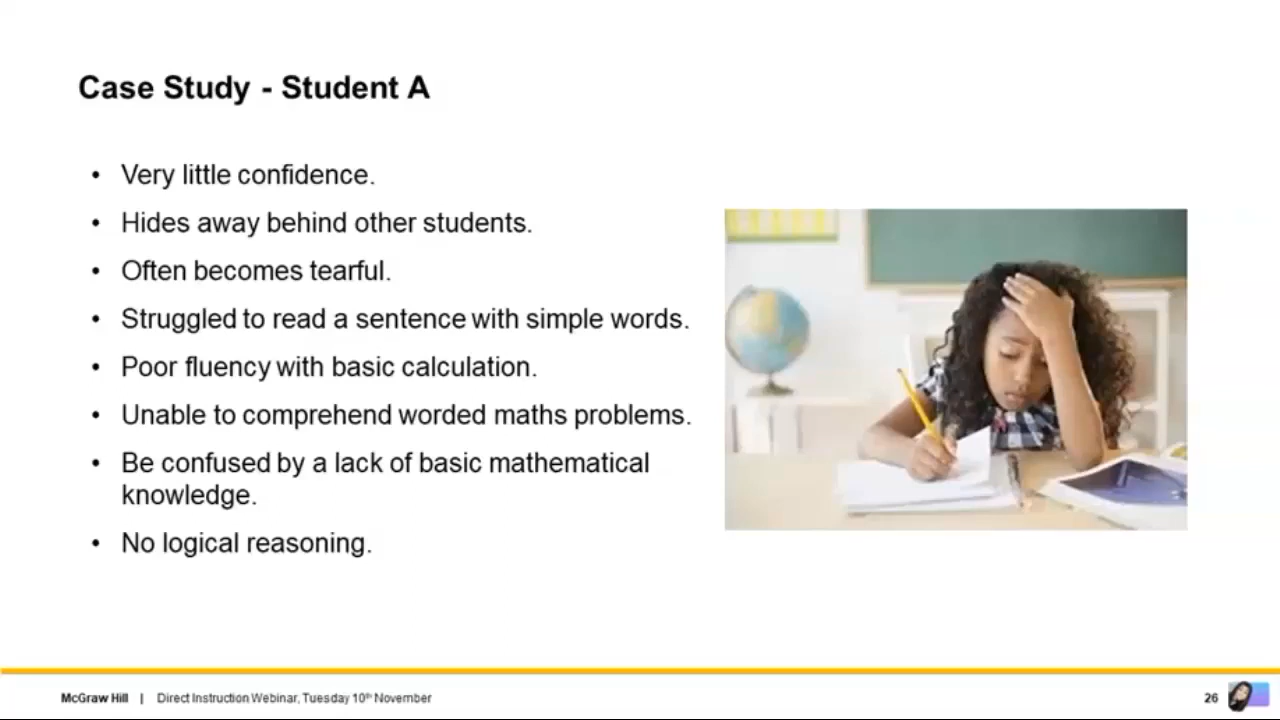 Case Study - Student A
• Very little confidence.
• Hides away behind other students.
• Often becomes tearful.
• Struggled to read a sentence with simple words.
• Poor fluency with basic calculation.
• Unable to comprehend worded maths problems.
• Be confused by a lack of basic mathematical
knowledge.
• No logical reasoning.
McGraw Hill | Direct Instruction Webinar, Tuesday 10th November 26